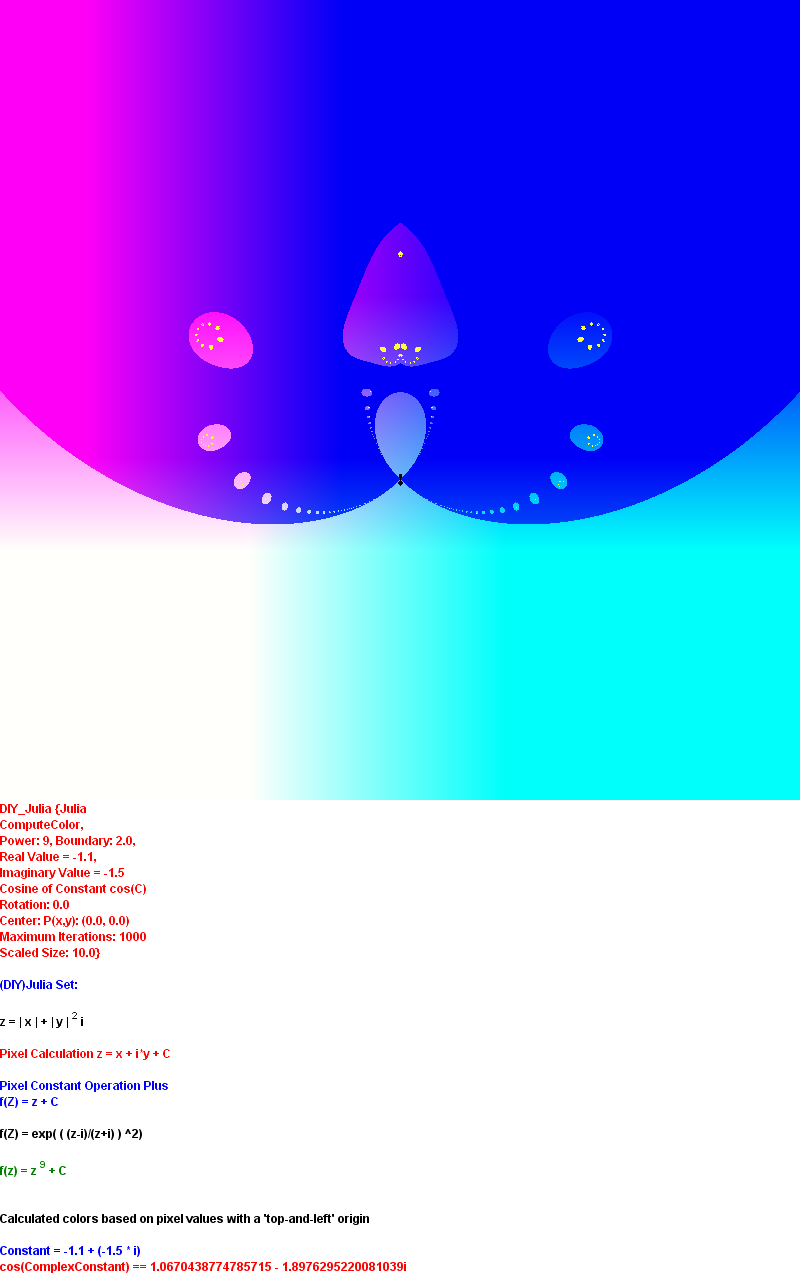 DIY_Julia {Julia
ComputeColor,
Power: 9, Boundary: 2.0,
Real Value = -1.1,
Imaginary Value = -1.5
Cosine of Constant cos(C)
Rotation: 0.0
Center: P(x,y): (0.0, 0.0)
Maximum Iterations: 1000
Scaled Size: 10.0}
(DIY)Julia Set:
z = | x | + | y | 2 i
Pixel Calculation z = x + i*y + C
Pixel Constant Operation Plus
f(Z) = z + C
f(Z) = exp( ( (z-i)/(z+i) ) ^2)
f(z) = z 9 + C
Calculated colors based on pixel values with a 'top-and-left' origin
Constant = -1.1 + (-1.5 * i)
cos(ComplexConstant) == 1.0670438774785715 - 1.8976295220081039i